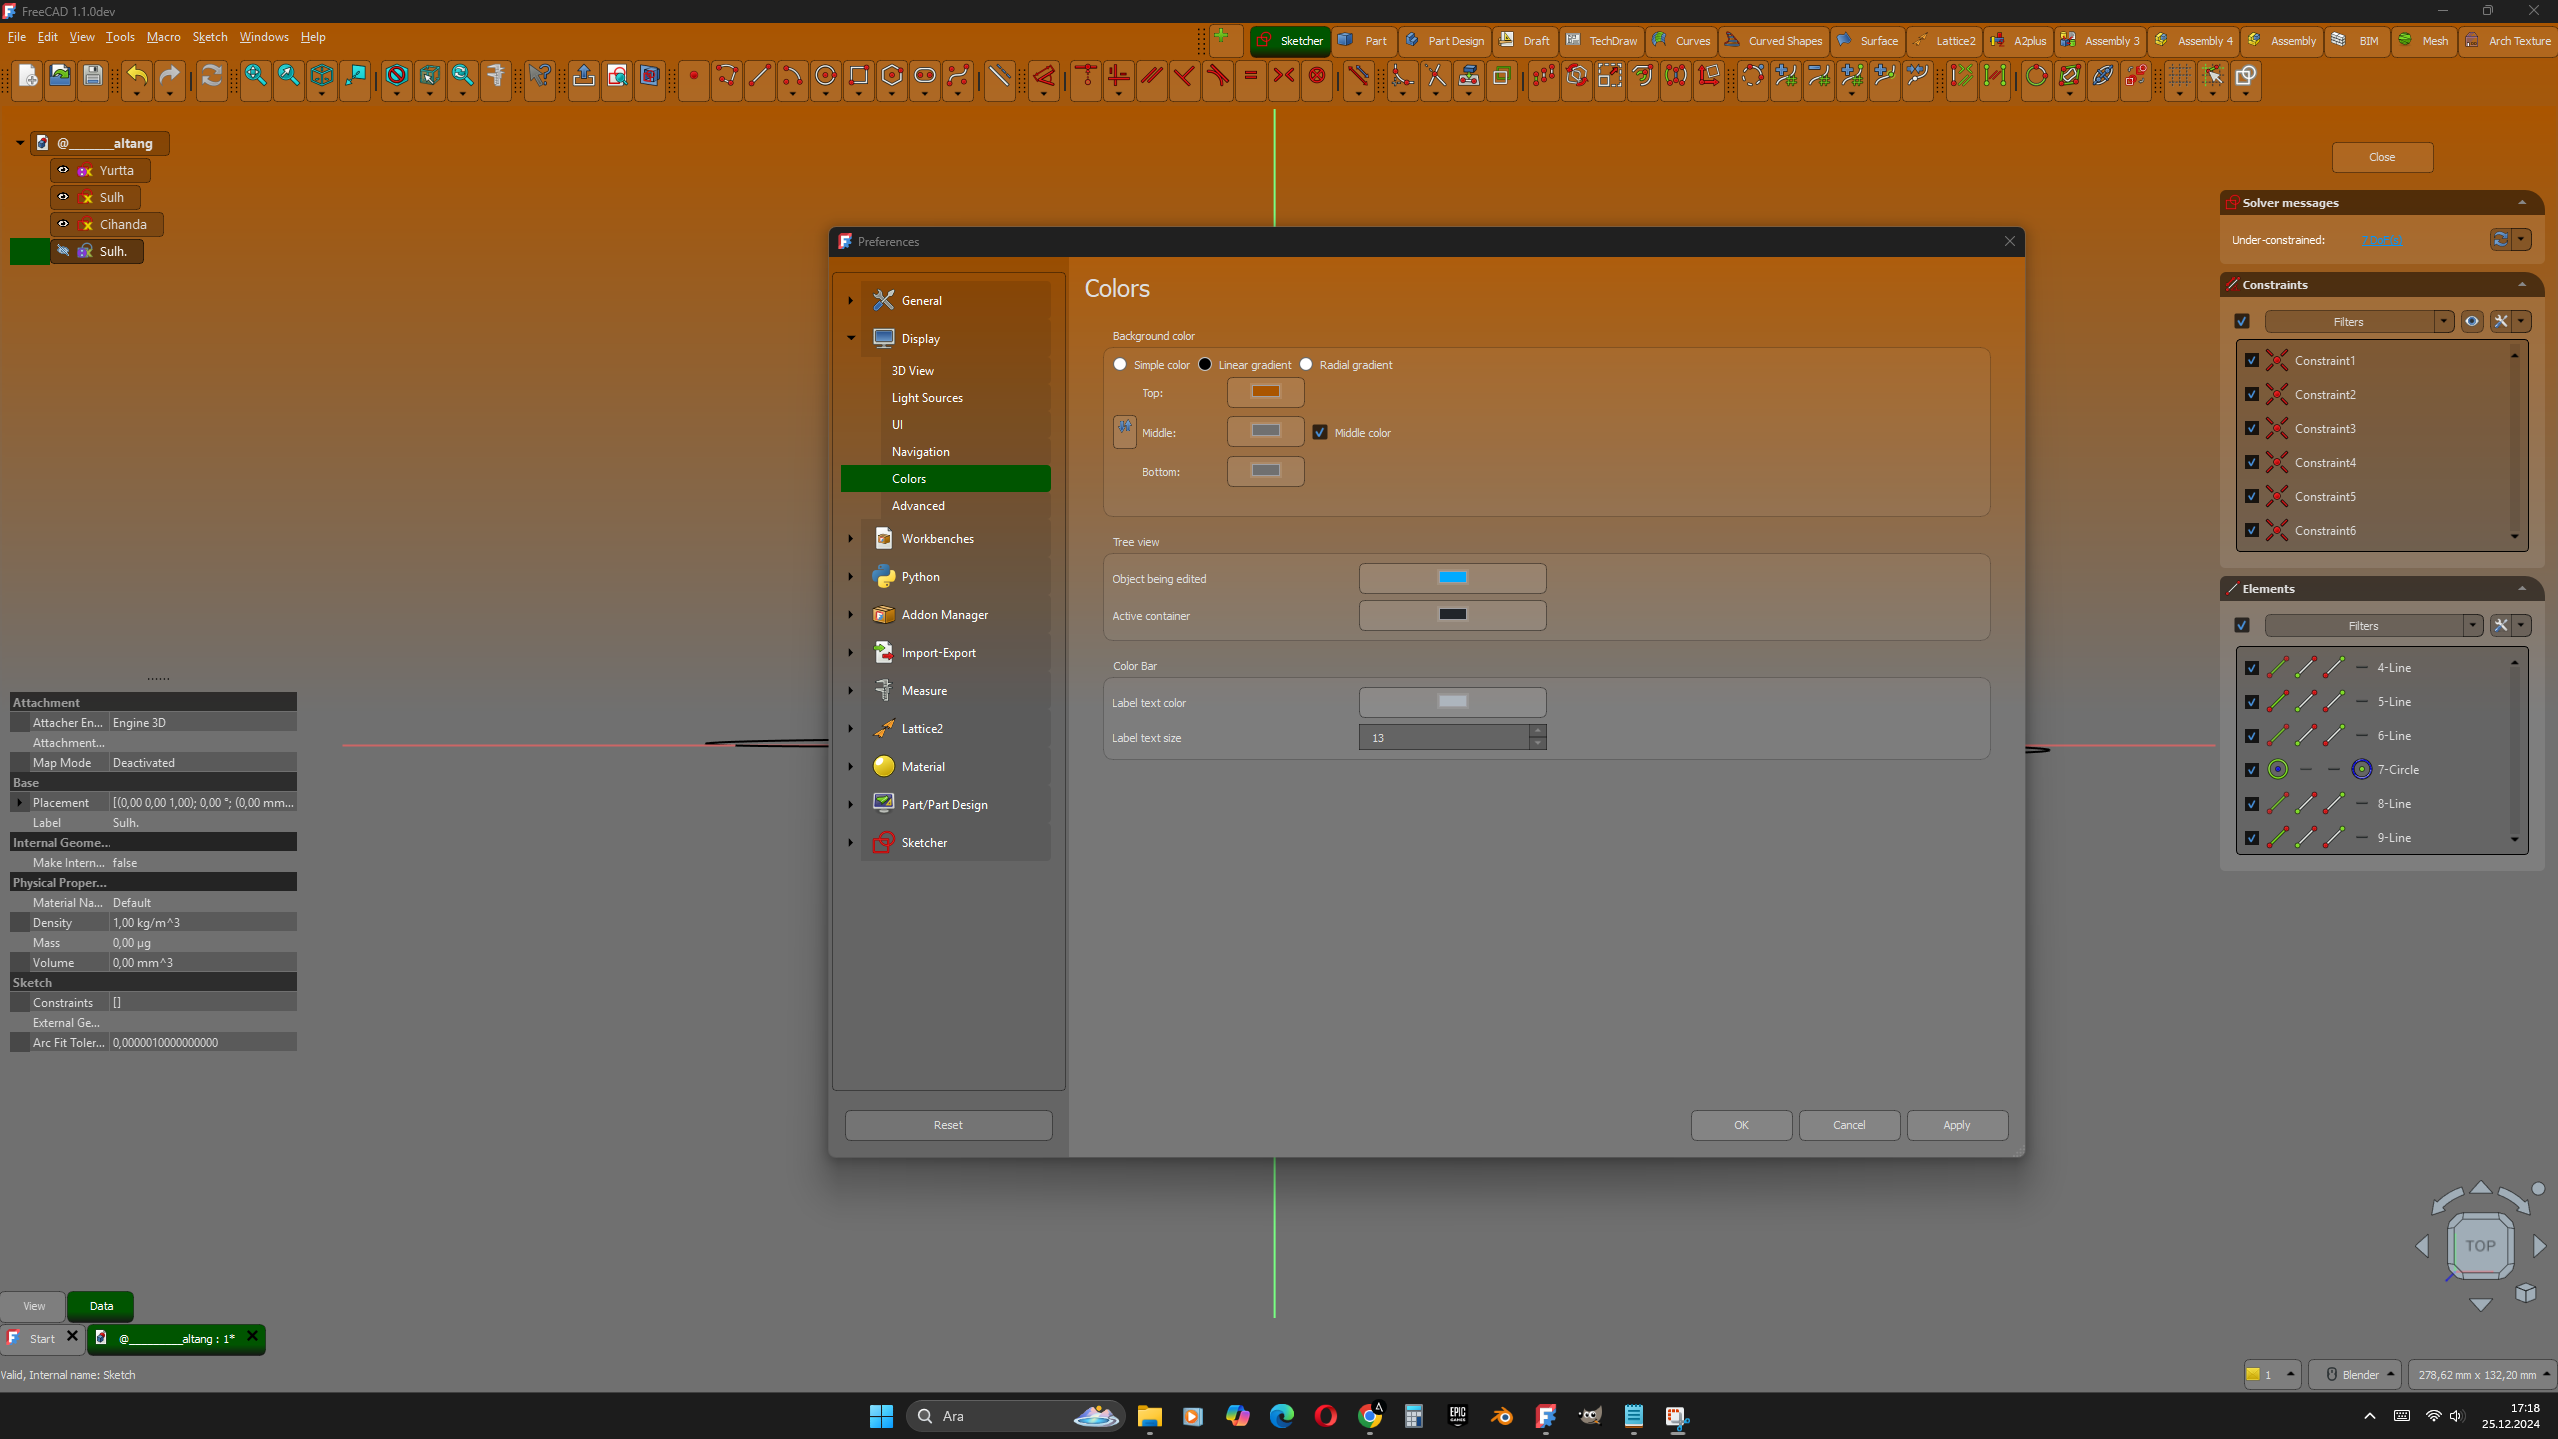 FreeCAD 1.1.0dev
File Edit View Tools Macro Sketch Windows Help
Sketcher Part Part Design Draft TechDraw Curves Curved Shapes Surface Lattice2 A2plus Assembly 3 Assembly 4 Assembly BIM Mesh Arch Texture
@______altang
Yurtta
Sulh
Cihanda
Sulh.
Close
Solver messages
Under-constrained:
Constraints
Filters
Constraint1
Constraint2
Constraint3
Constraint4
Constraint5
Constraint6
Elements
Filters
4-Line
5-Line
6-Line
7-Circle
8-Line
9-Line
Preferences
General
Display
3D View
Light Sources
UI
Navigation
Colors
Advanced
Workbenches
Python
Addon Manager
Import-Export
Measure
Lattice2
Material
Part/Part Design
Sketcher
Reset
Colors
Background color
Simple color Linear gradient Radial gradient
Top:
Middle: Middle color
Bottom:
Tree view
Object being edited
Active container
Color Bar
Label text color
Label text size 13
OK Cancel Apply
Attachment
Attacher En... Engine 3D
Attachment...
Map Mode Deactivated
Base
Placement [(0,00 0,00 1,00); 0,00 °; (0,00 mm...
Label Sulh.
Internal Geome...
Make Intern... false
Physical Proper...
Material Na... Default
Density 1,00 kg/m^3
Mass 0,00 µg
Volume 0,00 mm^3
Sketch
Constraints []
External Ge...
Arc Fit Toler... 0,0000010000000000
TOP
View Data
Start @________altang : 1*
Valid, Internal name: Sketch
1 Blender 278,62 mm x 132,20 mm
Ara
EPIC GAMES
17:18
25.12.2024